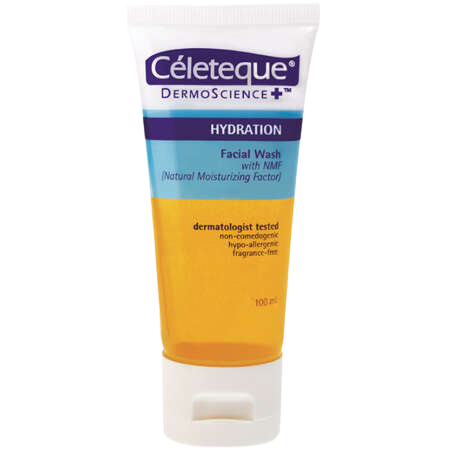 Céleteque®
DERMOSCIENCE+™
HYDRATION
Facial Wash
with NMF
(Natural Moisturizing Factor)
dermatologist tested
non-comedogenic
hypo-allergenic
fragrance-free
100 mL